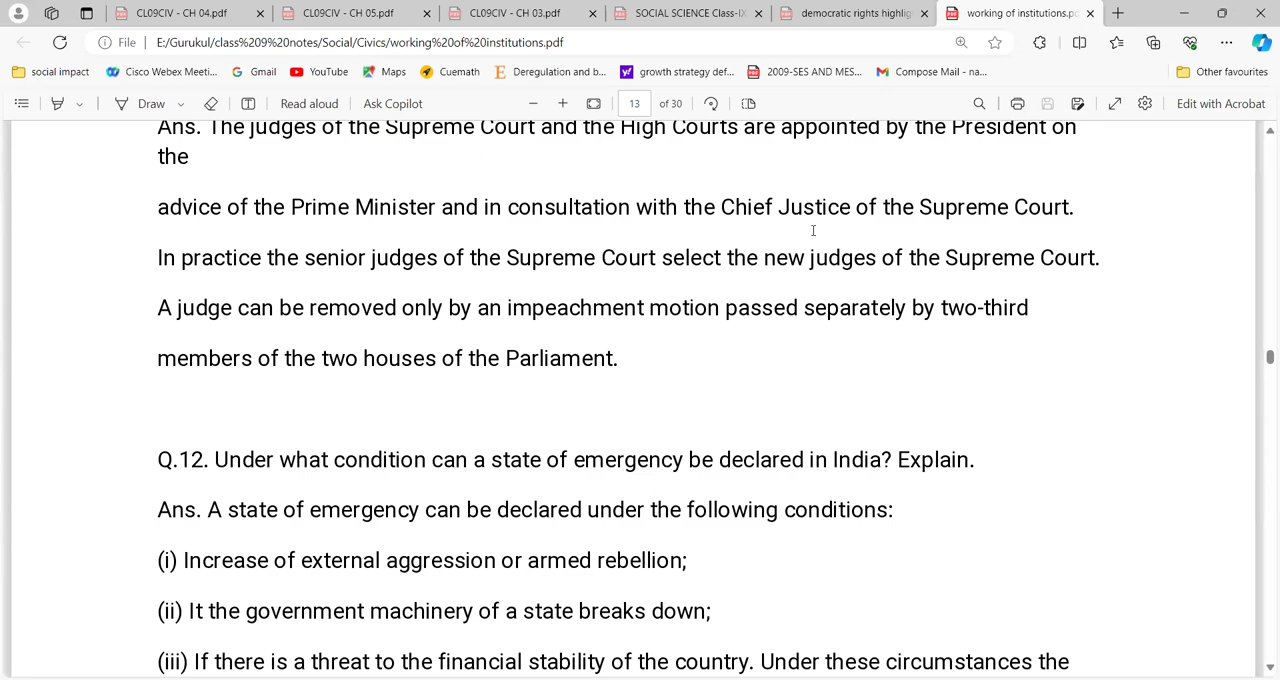 CL09CIV - CH 04.pdf
CL09CIV - CH 05.pdf
CL09CIV - CH 03.pdf
SOCIAL SCIENCE Class-IX
democratic rights highlig
working of institutions.p
File
E:/Gurukul/class%209%20notes/Social/Civics/working%20of%20institutions.pdf
social impact
Cisco Webex Meeti...
Gmail
YouTube
Maps
Cuemath
Deregulation and b...
growth strategy def...
2009-SES AND MES...
Compose Mail - na...
Other favourites
Draw
Read aloud
Ask Copilot
13
of 30
Edit with Acrobat
Ans. The judges of the Supreme Court and the High Courts are appointed by the President on
the
advice of the Prime Minister and in consultation with the Chief Justice of the Supreme Court.
In practice the senior judges of the Supreme Court select the new judges of the Supreme Court.
A judge can be removed only by an impeachment motion passed separately by two-third
members of the two houses of the Parliament.
Q.12. Under what condition can a state of emergency be declared in India? Explain.
Ans. A state of emergency can be declared under the following conditions:
(i) Increase of external aggression or armed rebellion;
(ii) It the government machinery of a state breaks down;
(iii) If there is a threat to the financial stability of the country. Under these circumstances the